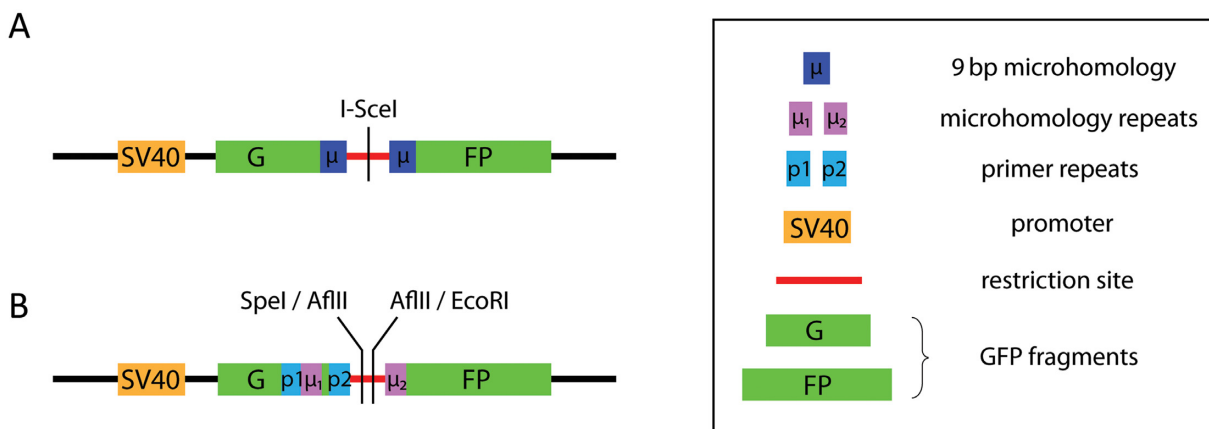 A
I-SceI
SV40 G μ μ FP
B
SpeI / AflII AflII / EcoRI
SV40 G p1 μ₁ p2 μ₂ FP
μ 9 bp microhomology
μ₁ μ₂ microhomology repeats
p1 p2 primer repeats
SV40 promoter
restriction site
G
GFP fragments
FP